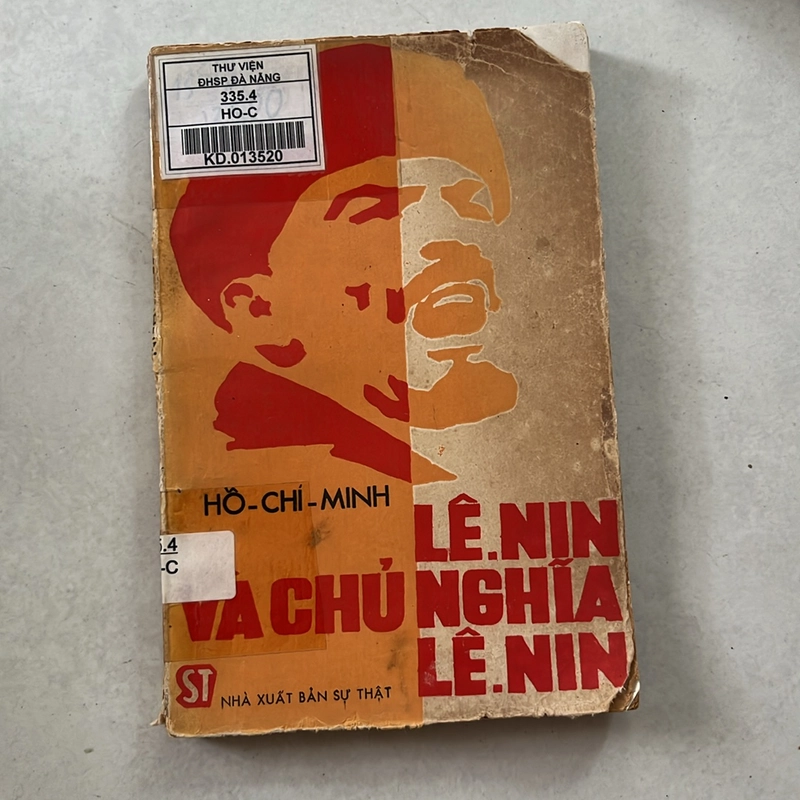 THƯ VIỆN
ĐHSP ĐÀ NẴNG
335.4
HO-C
KD.013520
HỒ-CHÍ-MINH
LÊ.NIN
5.4
-C
VÀ CHỦ NGHĨA
LÊ.NIN
ST
NHÀ XUẤT BẢN SỰ THẬT